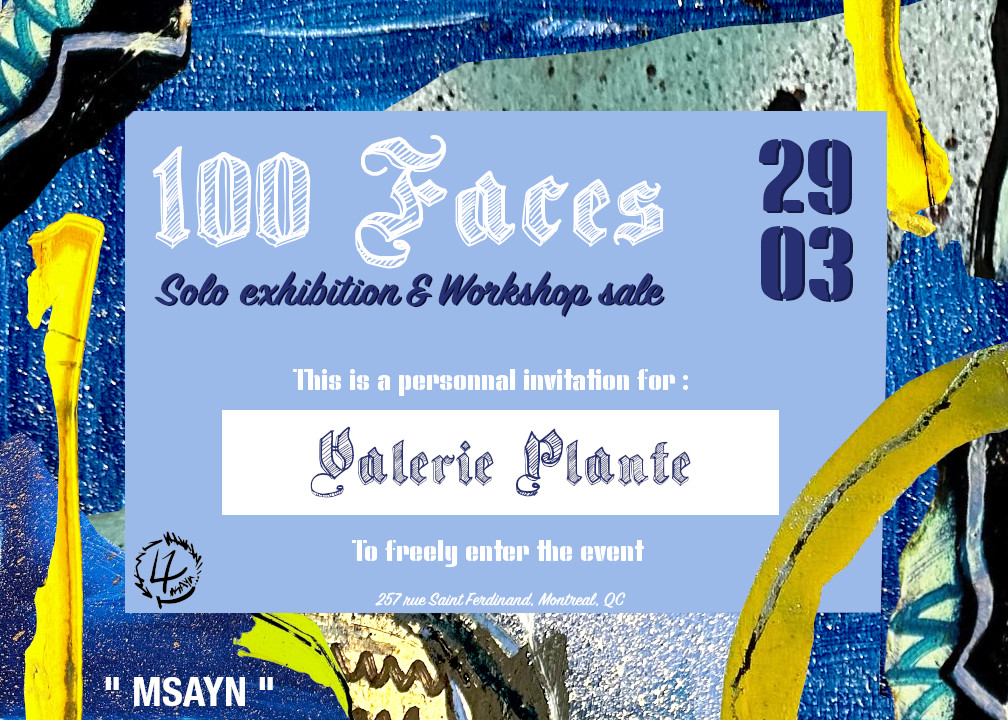 100 Faces
29
03
Solo exhibition & Workshop sale
This is a personnal invitation for :
Valerie Plante
To freely enter the event
257 rue Saint Ferdinand, Montreal, QC
" MSAYN "